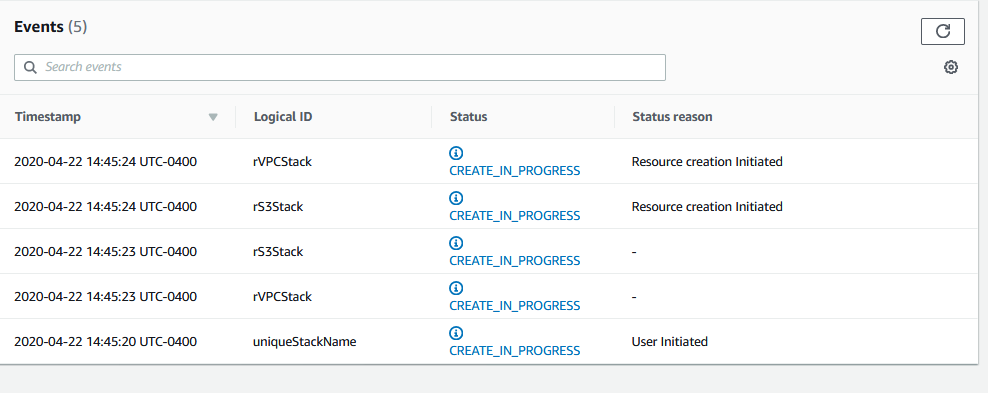 Events (5)
Search events
Timestamp Logical ID Status Status reason
2020-04-22 14:45:24 UTC-0400 rVPCStack CREATE_IN_PROGRESS Resource creation Initiated
2020-04-22 14:45:24 UTC-0400 rS3Stack CREATE_IN_PROGRESS Resource creation Initiated
2020-04-22 14:45:23 UTC-0400 rS3Stack CREATE_IN_PROGRESS -
2020-04-22 14:45:23 UTC-0400 rVPCStack CREATE_IN_PROGRESS -
2020-04-22 14:45:20 UTC-0400 uniqueStackName CREATE_IN_PROGRESS User Initiated